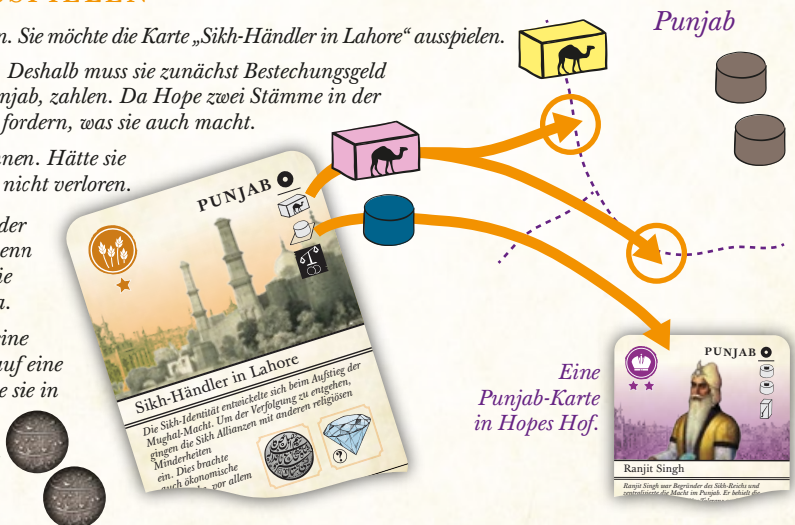 SPIELEN
n. Sie möchte die Karte „Sikh-Händler in Lahore“ ausspielen.
Deshalb muss sie zunächst Bestechungsgeld
njab, zahlen. Da Hope zwei Stämme in der
fordern, was sie auch macht.
nnen. Hätte sie
nicht verloren.
der
enn
ie
a.
ine
auf eine
e sie in
Punjab
PUNJAB
Sikh-Händler in Lahore
Die Sikh-Identität entwickelte sich beim Aufstieg der
Mughal-Macht. Um der Verfolgung zu entgehen,
gingen die Sikh Allianzen mit anderen religiösen
Minderheiten
ein. Dies brachte
auch ökonomische
vor allem
?
Eine
Punjab-Karte
in Hopes Hof.
PUNJAB
Ranjit Singh
Ranjit Singh war Begründer des Sikh-Reichs und
zentralisierte die Macht im Punjab. Er behielt die